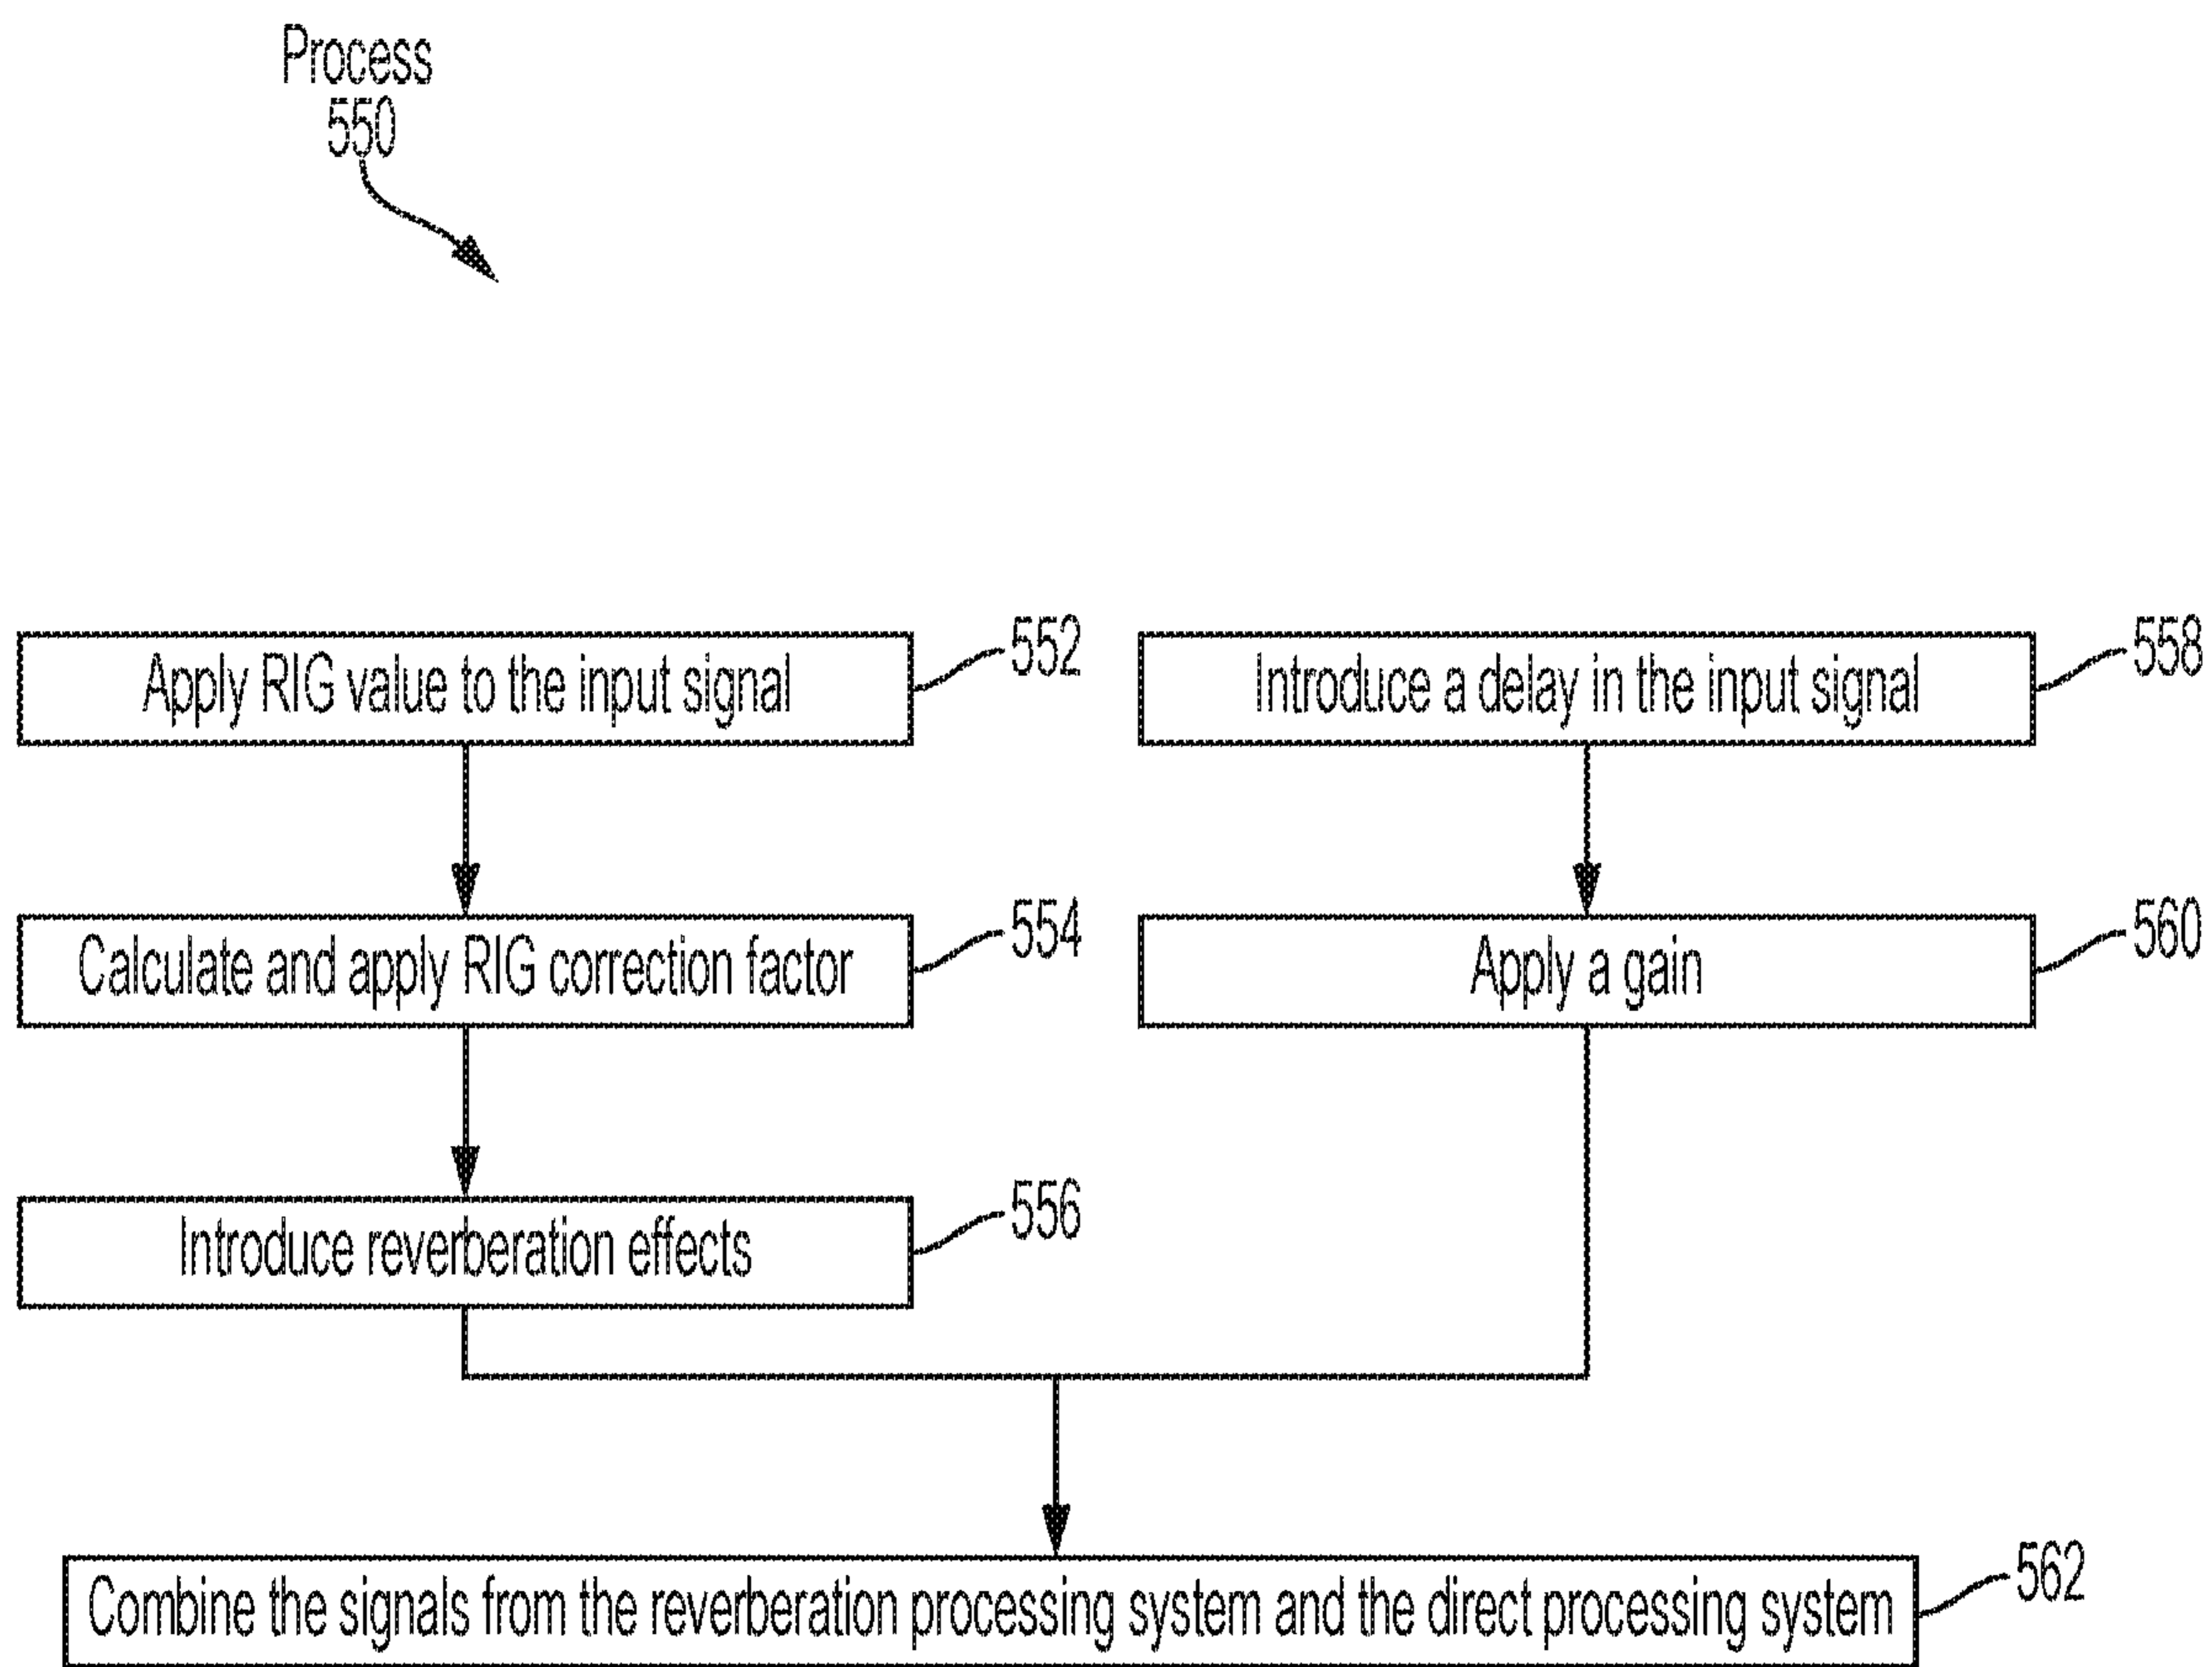 Process
550
Apply RIG value to the input signal
552
Introduce a delay in the input signal
558
Calculate and apply RIG correction factor
554
Apply a gain
560
Introduce reverberation effects
556
Combine the signals from the reverberation processing system and the direct processing system
562